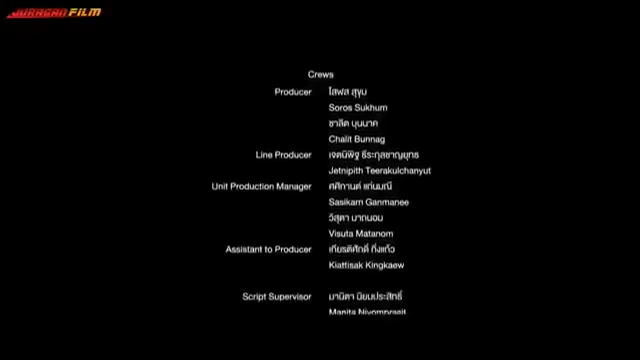 JURAGAN FILM
Crews
Producer โสฬส สุขุม
Soros Sukhum
ชาลิต บุนนาค
Chalit Bunnag
Line Producer เจตนิพิฐ ธีระกุลชาญยุทธ
Jetnipith Teerakulchanyut
Unit Production Manager ศศิกานต์ แก่นมณี
Sasikarn Ganmanee
วิสุตา มาถนอม
Visuta Matanom
Assistant to Producer เกียรติศักดิ์ กิ่งแก้ว
Kiattisak Kingkaew
Script Supervisor มานิตา นิยมประสิทธิ์
Manita Niyomprasit